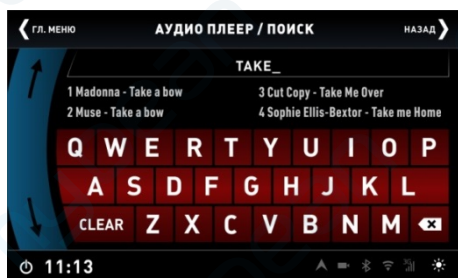 ГЛ. МЕНЮ АУДИО ПЛЕЕР / ПОИСК НАЗАД
TAKE_
1 Madonna - Take a bow 3 Cut Copy - Take Me Over
2 Muse - Take a bow 4 Sophie Ellis-Bextor - Take me Home
Q W E R T Y U I O P
A S D F G H J K L
CLEAR Z X C V B N M
11:13